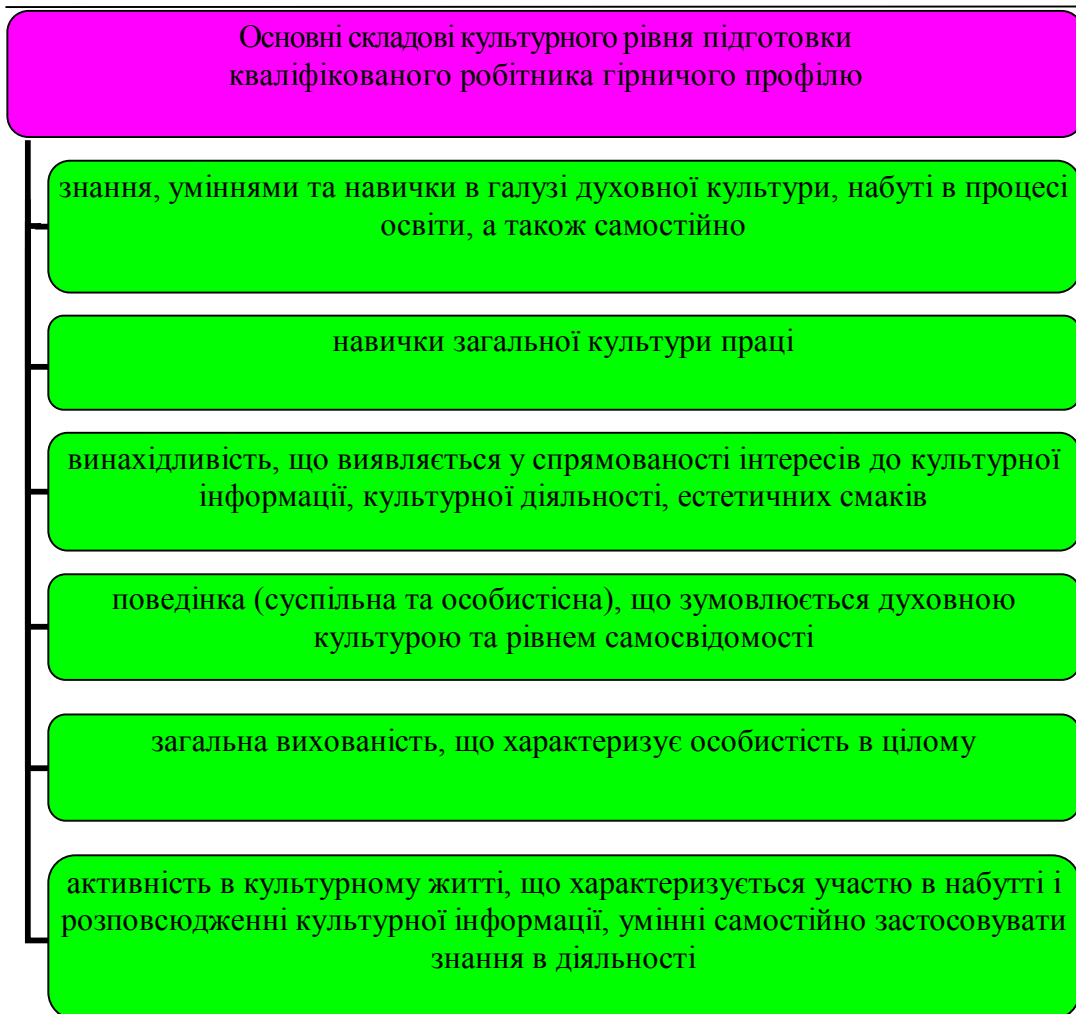 Основні складові культурного рівня підготовки
кваліфікованого робітника гірничого профілю
знання, уміннями та навички в галузі духовної культури, набуті в процесі
освіти, а також самостійно
навички загальної культури праці
винахідливість, що виявляється у спрямованості інтересів до культурної
інформації, культурної діяльності, естетичних смаків
поведінка (суспільна та особистісна), що зумовлюється духовною
культурою та рівнем самосвідомості
загальна вихованість, що характеризує особистість в цілому
активність в культурному житті, що характеризується участю в набутті і
розповсюдженні культурної інформації, умінні самостійно застосовувати
знання в діяльності